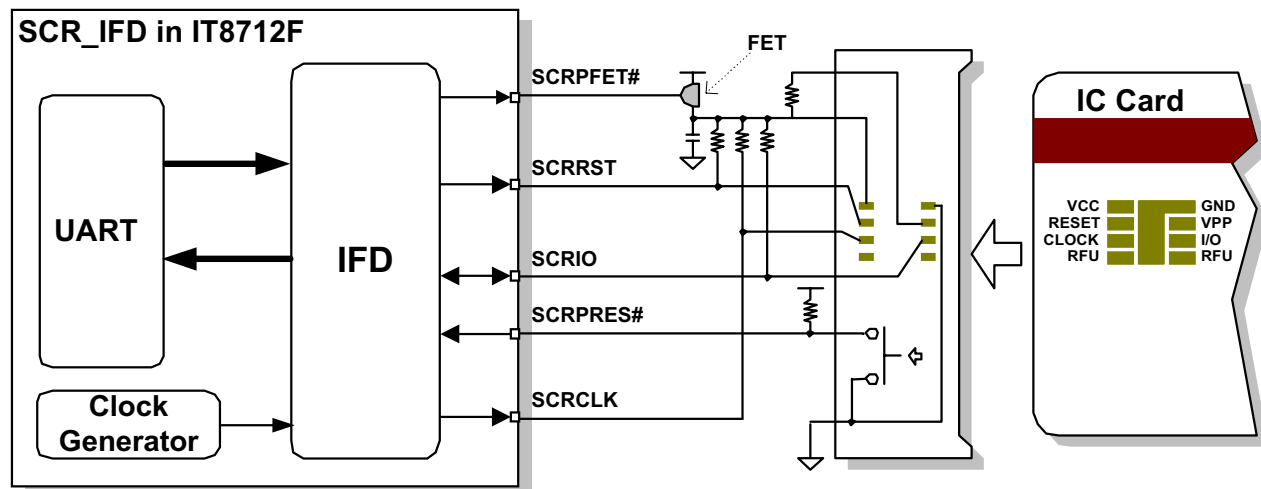 SCR_IFD in IT8712F
UART
IFD
Clock
Generator
SCRPFET#
SCRRST
SCRIO
SCRPRES#
SCRCLK
FET
IC Card
VCC
RESET
CLOCK
RFU
GND
VPP
I/O
RFU